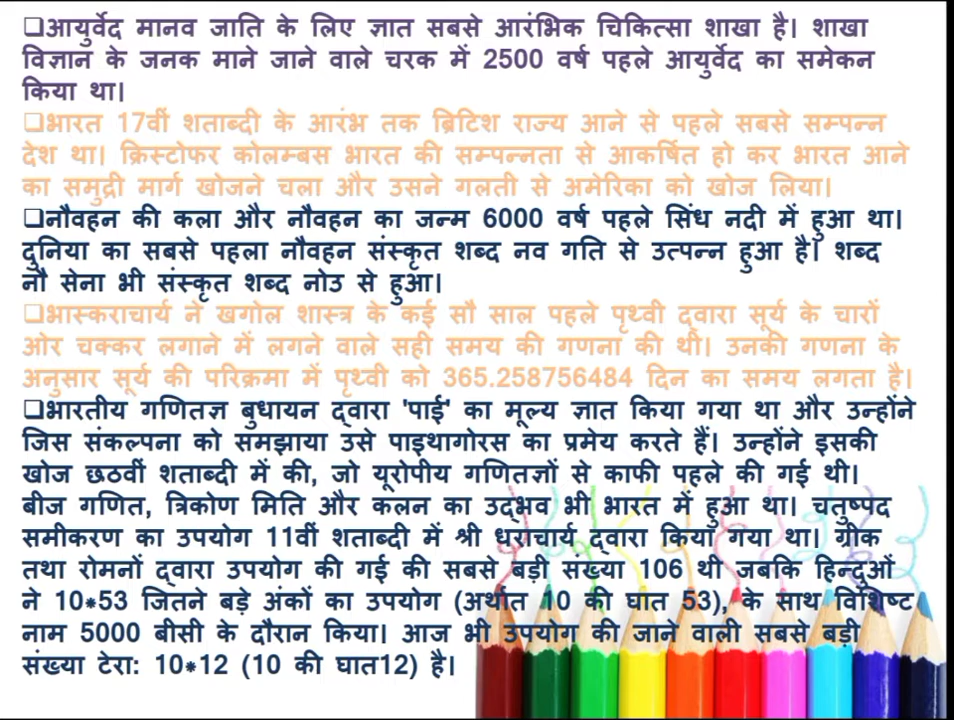 ❑आयुर्वेद मानव जाति के लिए ज्ञात सबसे आरंभिक चिकित्सा शाखा है। शाखा
विज्ञान के जनक माने जाने वाले चरक में 2500 वर्ष पहले आयुर्वेद का समेकन
किया था।
❑भारत 17वीं शताब्दी के आरंभ तक ब्रिटिश राज्य आने से पहले सबसे सम्पन्न
देश था। क्रिस्टोफर कोलम्बस भारत की सम्पन्नता से आकर्षित हो कर भारत आने
का समुद्री मार्ग खोजने चला और उसने गलती से अमेरिका को खोज लिया।
❑नौवहन की कला और नौवहन का जन्म 6000 वर्ष पहले सिंध नदी में हुआ था।
दुनिया का सबसे पहला नौवहन संस्कृत शब्द नव गति से उत्पन्न हुआ है। शब्द
नौ सेना भी संस्कृत शब्द नोउ से हुआ।
❑भास्कराचार्य ने खगोल शास्त्र के कई सौ साल पहले पृथ्वी द्वारा सूर्य के चारों
ओर चक्कर लगाने में लगने वाले सही समय की गणना की थी। उनकी गणना के
अनुसार सूर्य की परिक्रमा में पृथ्वी को 365.258756484 दिन का समय लगता है।
❑भारतीय गणितज्ञ बुधायन द्वारा 'पाई' का मूल्य ज्ञात किया गया था और उन्होंने
जिस संकल्पना को समझाया उसे पाइथागोरस का प्रमेय करते हैं। उन्होंने इसकी
खोज छठवीं शताब्दी में की, जो यूरोपीय गणितज्ञों से काफी पहले की गई थी।
बीज गणित, त्रिकोण मिति और कलन का उद्भव भी भारत में हुआ था। चतुष्पद
समीकरण का उपयोग 11वीं शताब्दी में श्री धराचार्य द्वारा किया गया था। ग्रीक
तथा रोमनों द्वारा उपयोग की गई की सबसे बड़ी संख्या 106 थी जबकि हिन्दुओं
ने 10*53 जितने बड़े अंकों का उपयोग (अर्थात 10 की घात 53), के साथ विशिष्ट
नाम 5000 बीसी के दौरान किया। आज भी उपयोग की जाने वाली सबसे बड़ी
संख्या टेरा: 10*12 (10 की घात12) है।